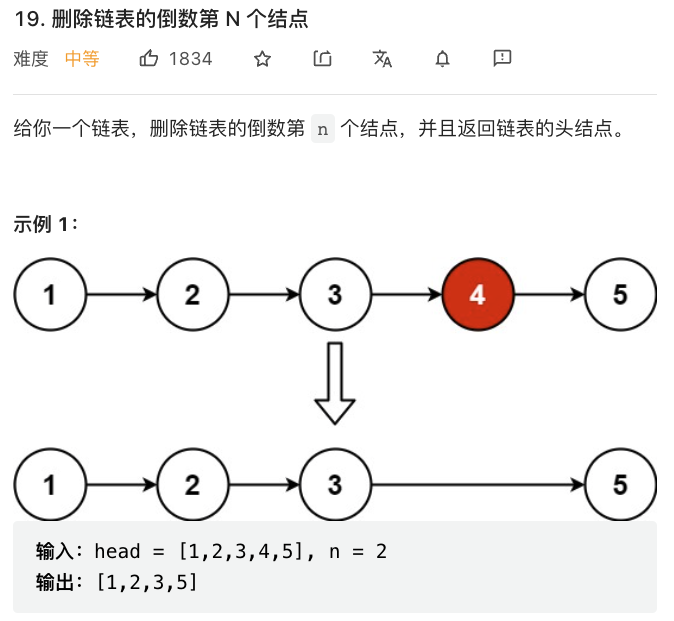 19. 删除链表的倒数第 N 个结点
难度 中等 1834
给你一个链表，删除链表的倒数第 n 个结点，并且返回链表的头结点。
示例 1：
1 2 3 4 5
1 2 3 5
输入：head = [1,2,3,4,5], n = 2
输出：[1,2,3,5]